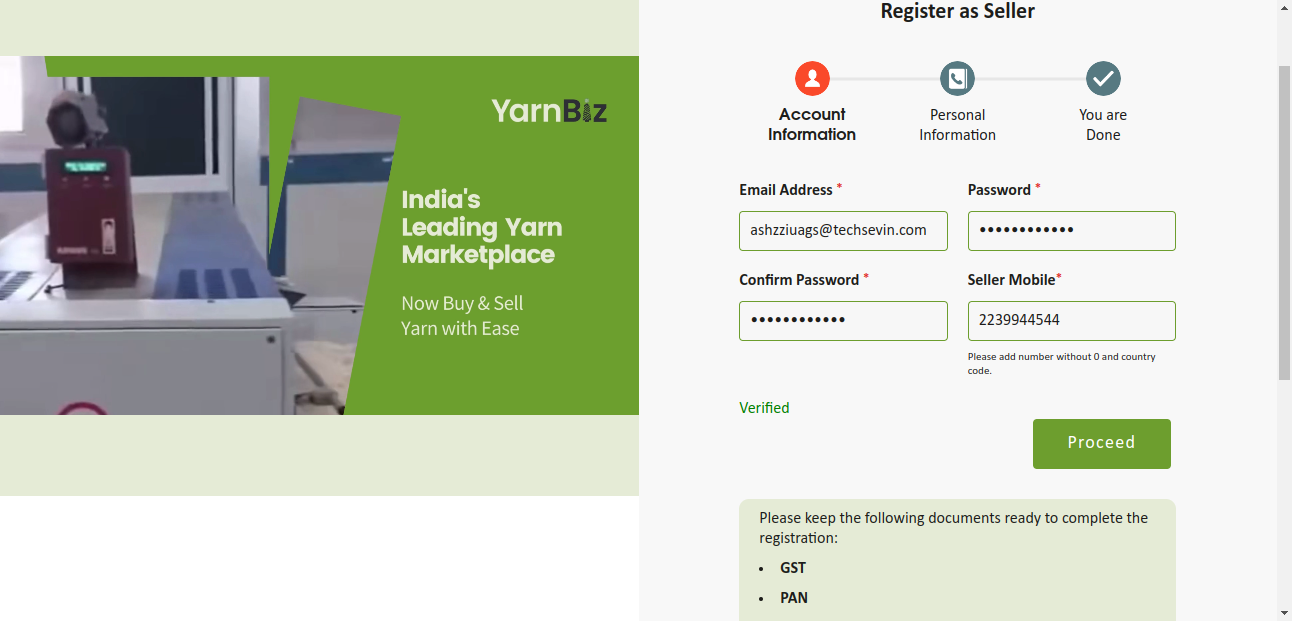 YarnBiz
India's
Leading Yarn
Marketplace
Now Buy & Sell
Yarn with Ease
Register as Seller
Account
Information
Personal
Information
You are
Done
Email Address *
Password *
ashzziuags@techsevin.com
••••••••••••
Confirm Password *
Seller Mobile*
••••••••••••
2239944544
Please add number without 0 and country
code.
Verified
Proceed
Please keep the following documents ready to complete the
registration:
• GST
• PAN